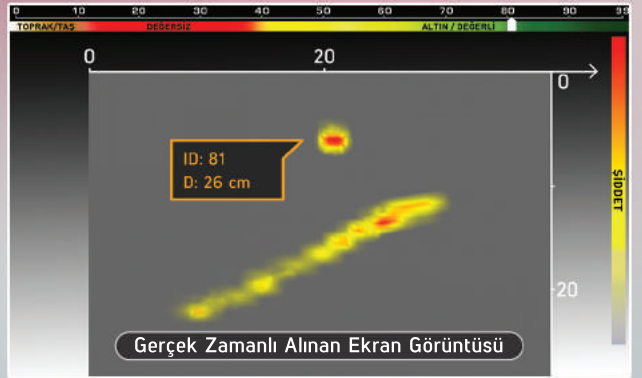 0 10 20 30 40 50 60 70 80 90 99
TOPRAK/TAŞ DEĞERSİZ ALTIN / DEĞERLİ
0 20
0
ID: 81
D: 26 cm
ŞİDDET
20
Gerçek Zamanlı Alınan Ekran Görüntüsü